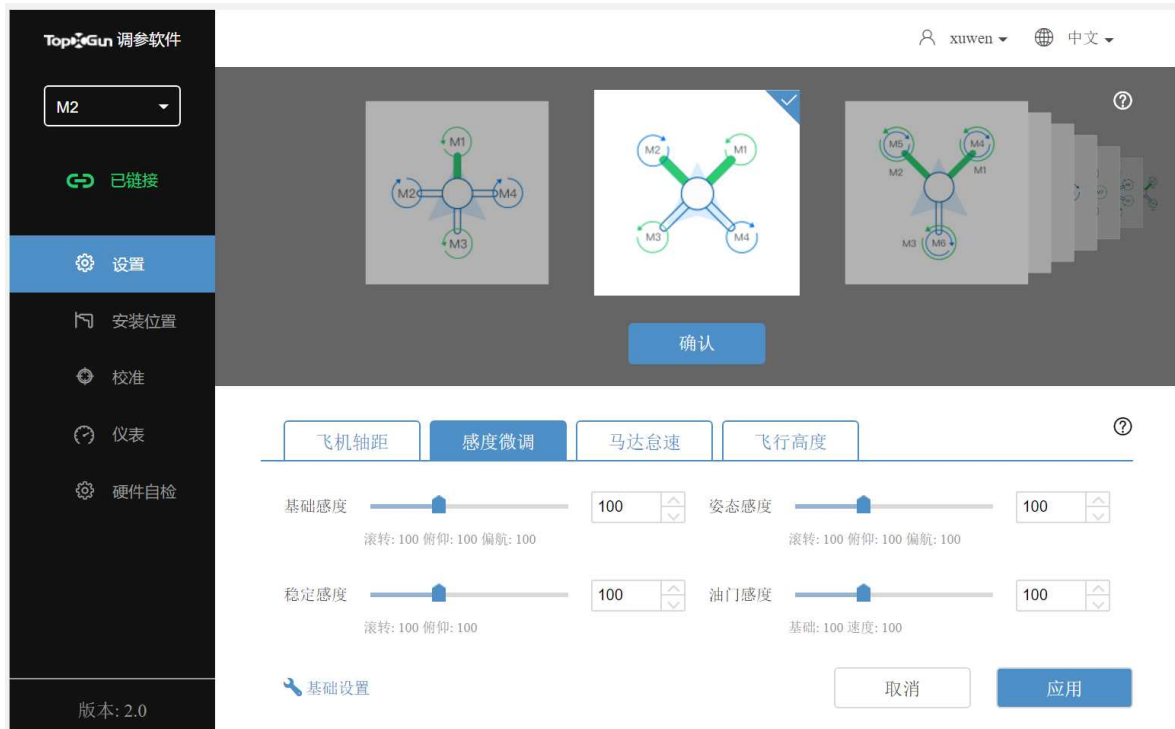 TopGun 调参软件
xuwen
中文
M2
已链接
设置
安装位置
校准
仪表
硬件自检
版本: 2.0
M1
M2
M4
M3
M2
M1
M3
M4
M5
M4
M2
M1
M3
M6
确认
飞机轴距
感度微调
马达怠速
飞行高度
基础感度
100
滚转: 100 俯仰: 100 偏航: 100
姿态感度
100
滚转: 100 俯仰: 100 偏航: 100
稳定感度
100
滚转: 100 俯仰: 100
油门感度
100
基础: 100 速度: 100
基础设置
取消
应用